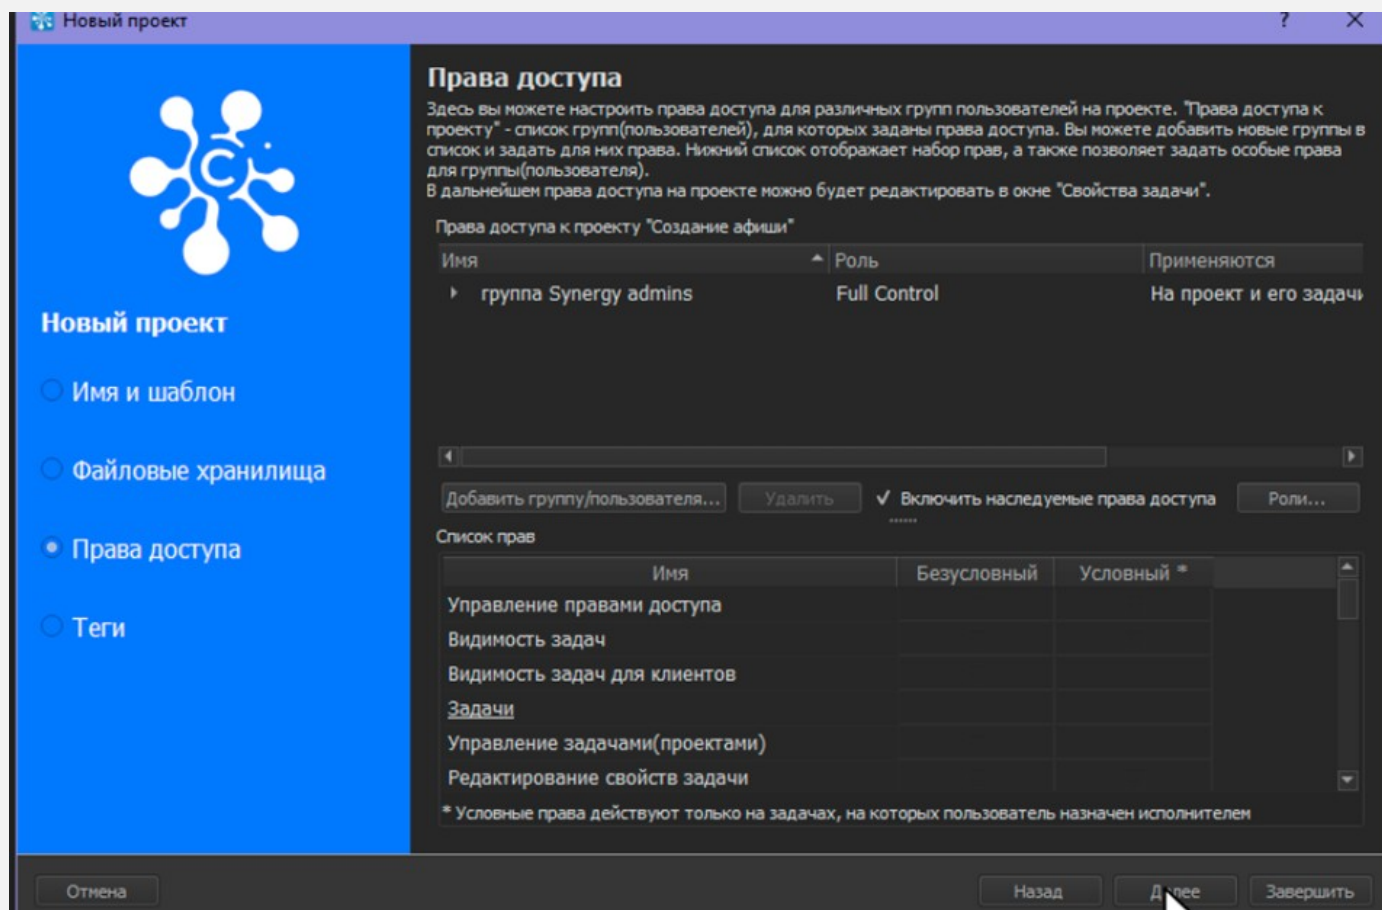 Новый проект
?
Права доступа
Здесь вы можете настроить права доступа для различных групп пользователей на проекте. "Права доступа к
проекту" - список групп(пользователей), для которых заданы права доступа. Вы можете добавить новые группы в
список и задать для них права. Нижний список отображает набор прав, а также позволяет задать особые права
для группы(пользователя).
В дальнейшем права доступа на проекте можно будет редактировать в окне "Свойства задачи".
C
Права доступа к проекту "Создание афиши"
Имя Роль Применяются
группа Synergy admins Full Control На проект и его задачи
Новый проект
Имя и шаблон
Файловые хранилища
Права доступа
Теги
Добавить группу/пользователя... Удалить Включить наследуемые права доступа Роли...
Список прав
Имя Безусловный Условный *
Управление правами доступа
Видимость задач
Видимость задач для клиентов
Задачи
Управление задачами(проектами)
Редактирование свойств задачи
* Условные права действуют только на задачах, на которых пользователь назначен исполнителем
Отмена Назад Далее Завершить